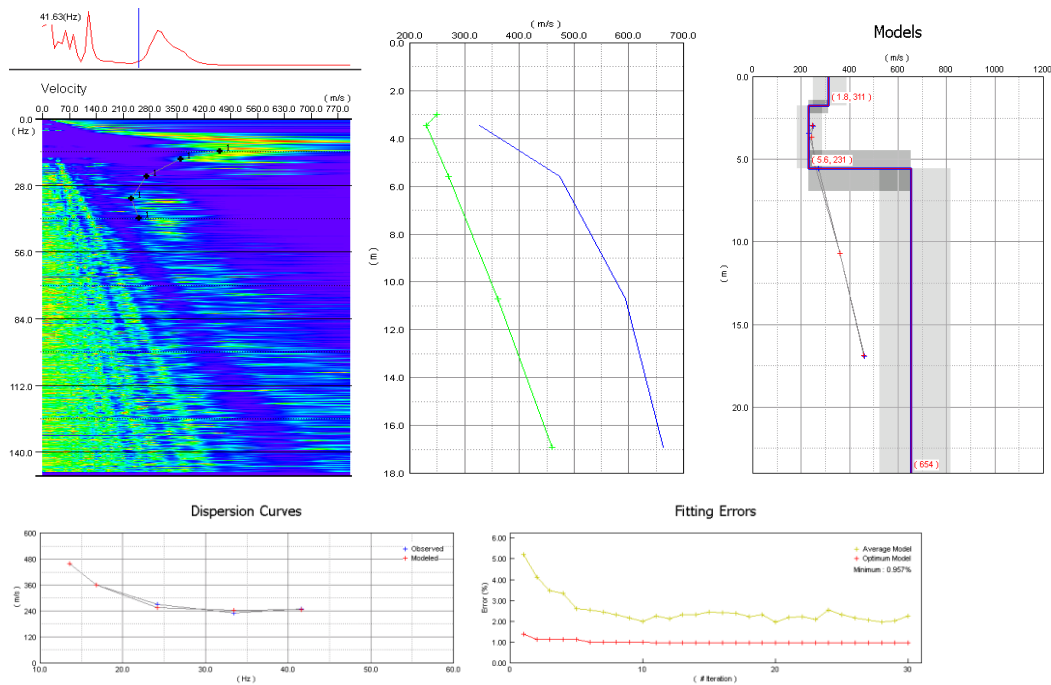 41.63(Hz)
Velocity
( m/s )
0.0 70.0 140.0 210.0 280.0 350.0 420.0 490.0 560.0 630.0 700.0 770.0
0.0
( Hz )
28.0
56.0
84.0
112.0
140.0
1
1
1
1
1
( m/s )
200.0 300.0 400.0 500.0 600.0 700.0
0.0
2.0
4.0
6.0
8.0
( m )
10.0
12.0
14.0
16.0
18.0
Models
( m/s )
0 200 400 600 800 1000 1200
0.0
( 1.8, 311 )
5.0
( 5.6, 231 )
10.0
( m )
15.0
20.0
( 654 )
Dispersion Curves
600
480
360
240
120
0
( m/s )
Observed
Modeled
10.0 20.0 30.0 40.0 50.0 60.0
( Hz )
Fitting Errors
6.00
5.00
4.00
3.00
2.00
1.00
0.00
Error (%)
Average Model
Optimum Model
Minimum : 0.957%
0 10 20 30
( # Iteration )